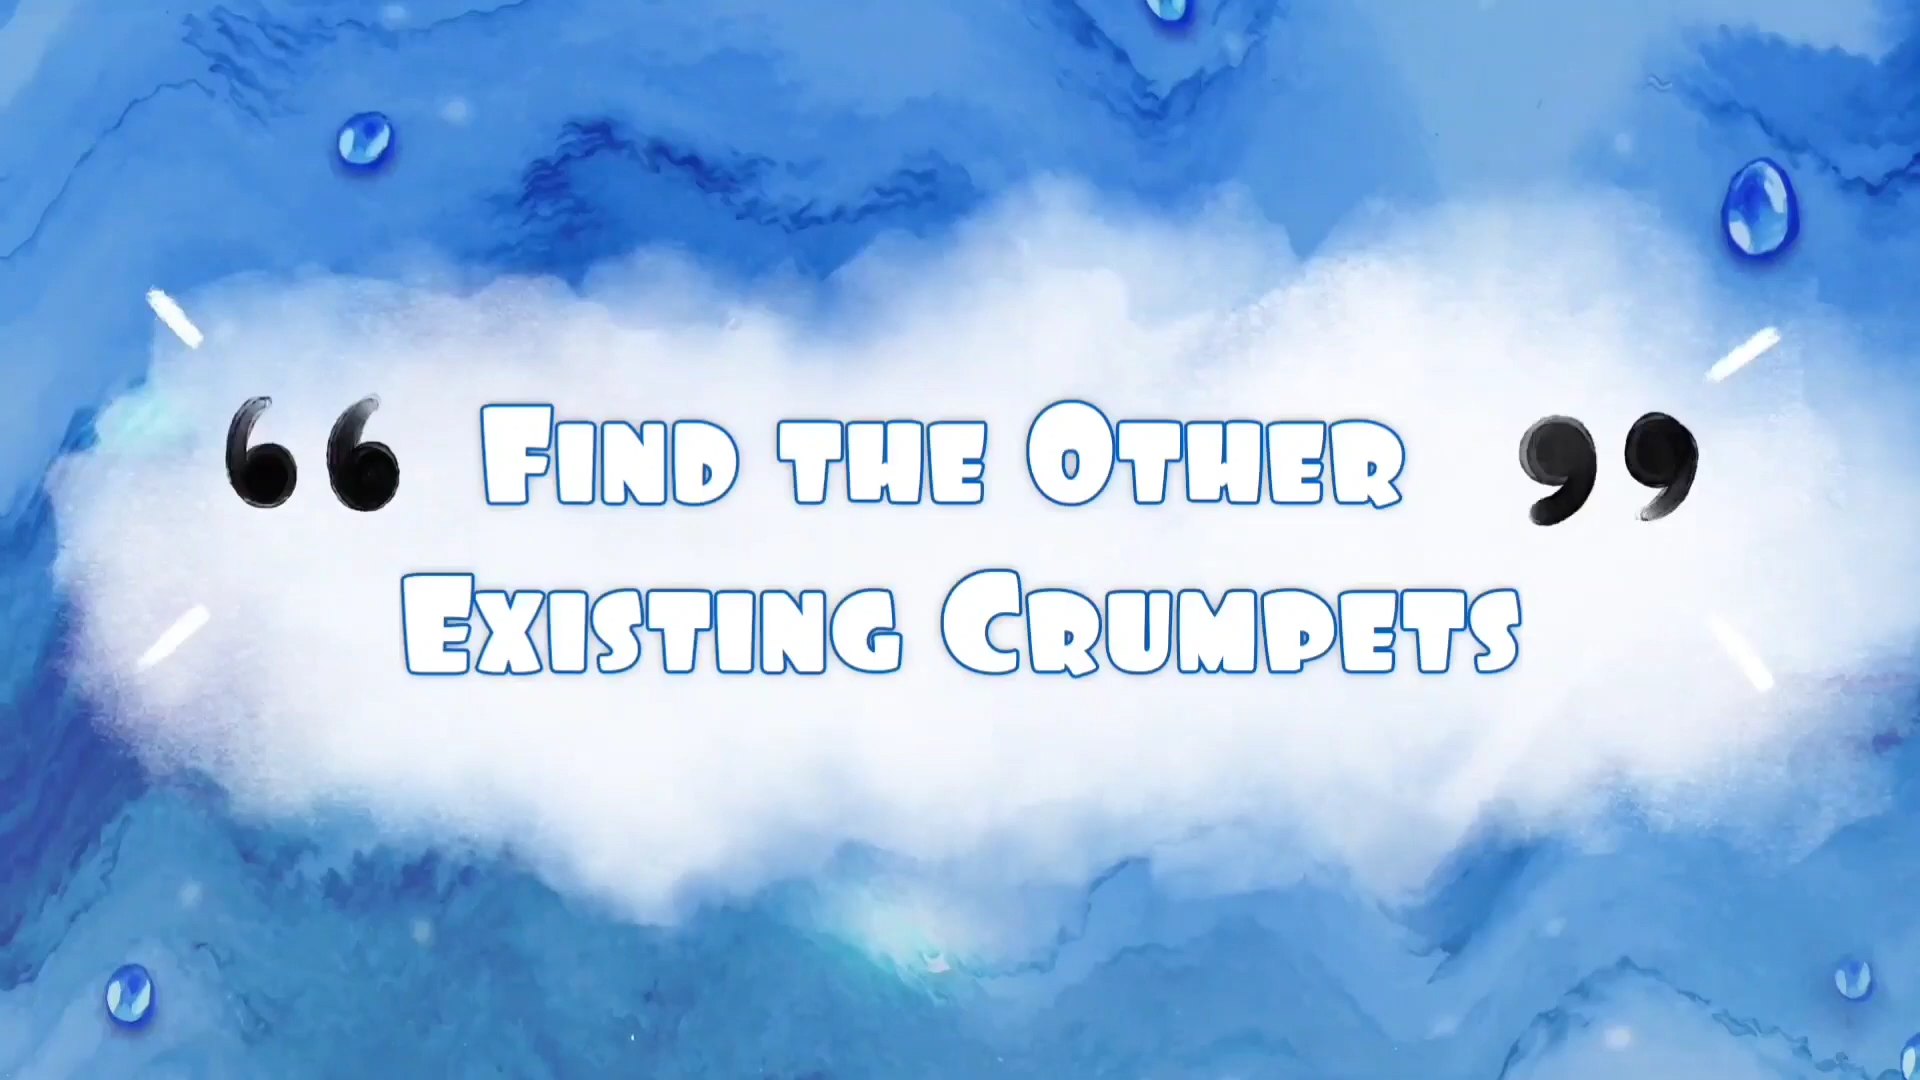 “ Find the Other ”
Existing Crumpets